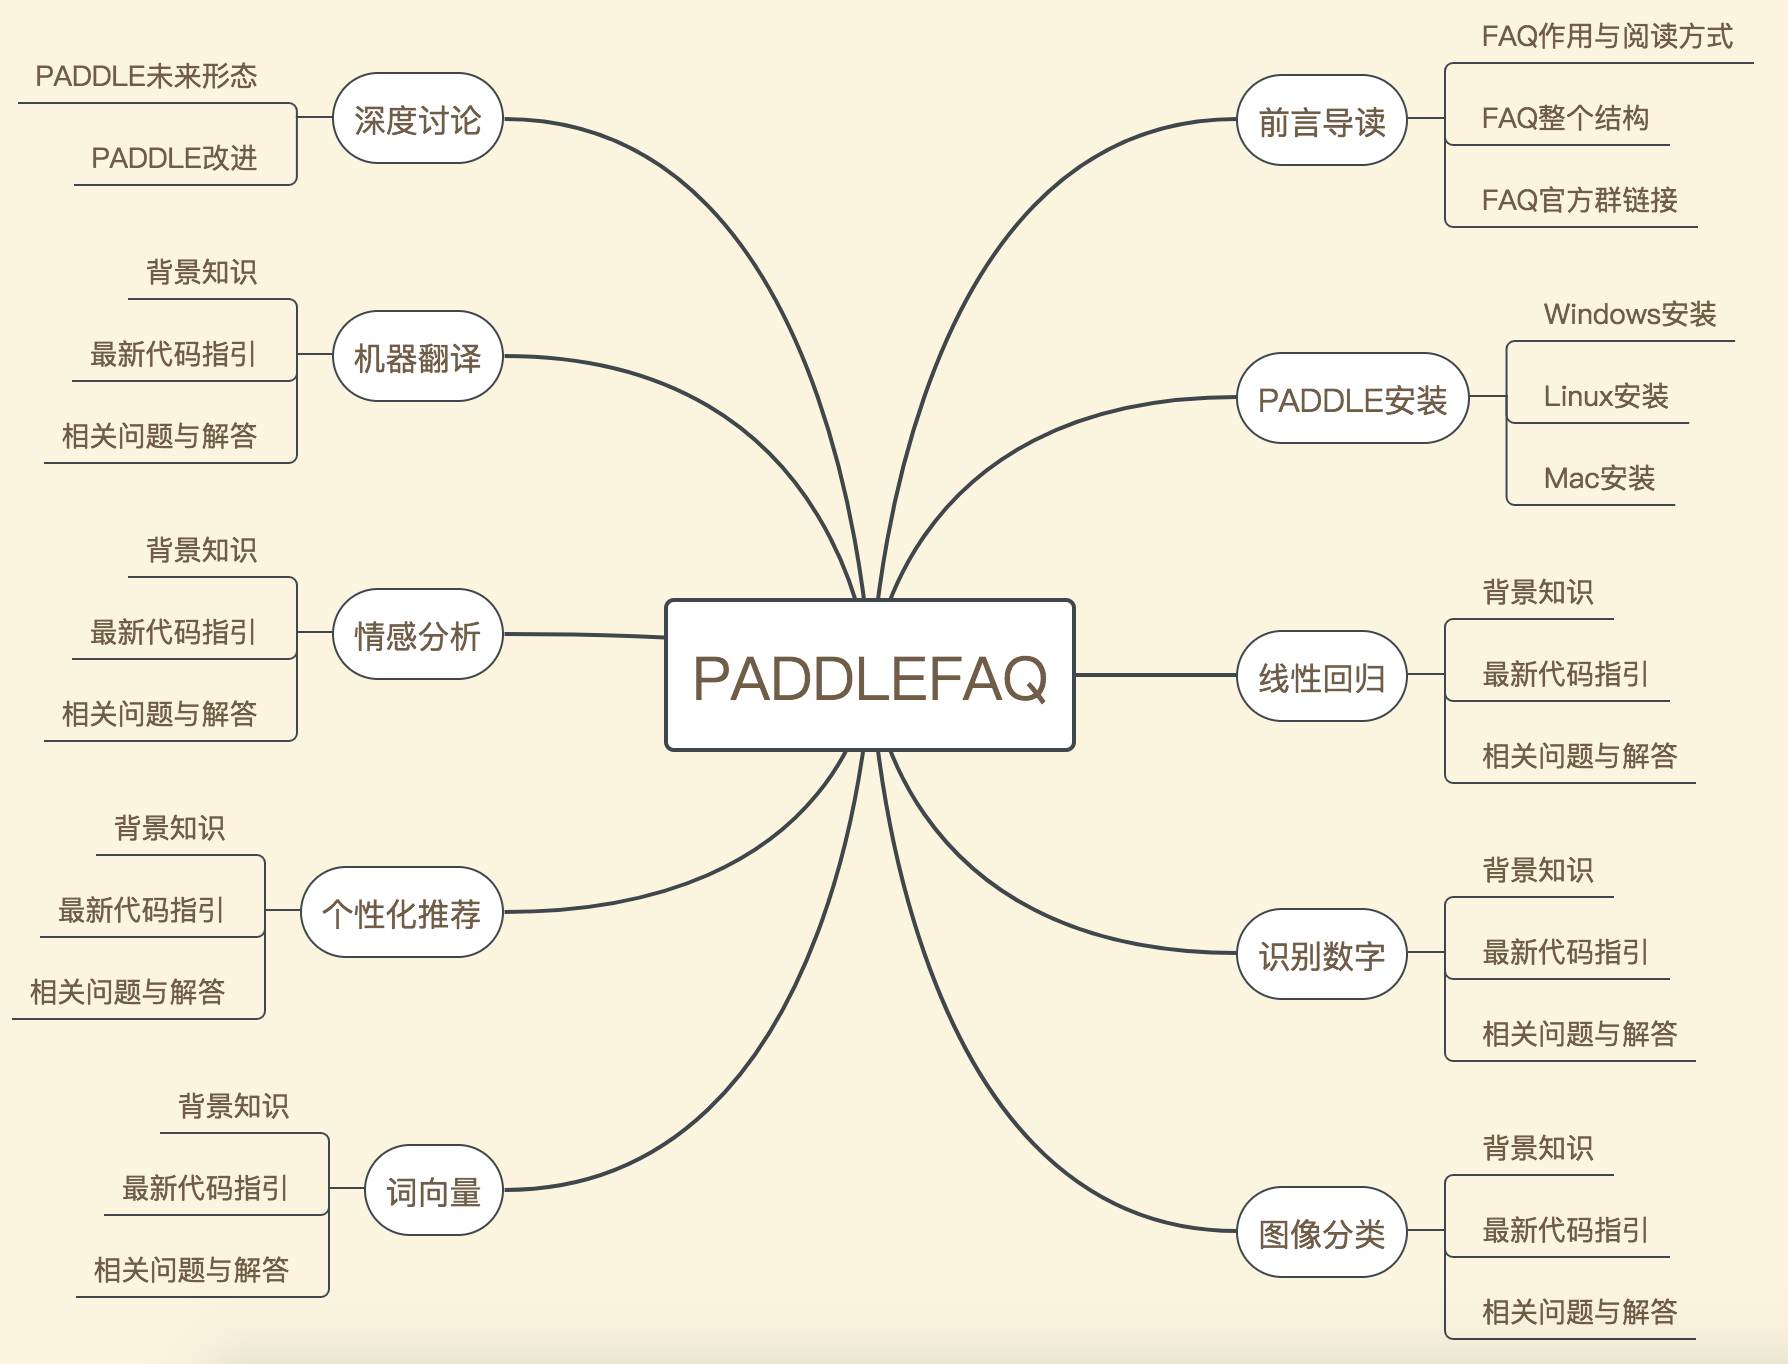 PADDLEFAQ
前言导读
FAQ作用与阅读方式
FAQ整个结构
FAQ官方群链接
PADDLE安装
Windows安装
Linux安装
Mac安装
线性回归
背景知识
最新代码指引
相关问题与解答
识别数字
背景知识
最新代码指引
相关问题与解答
图像分类
背景知识
最新代码指引
相关问题与解答
深度讨论
PADDLE未来形态
PADDLE改进
机器翻译
背景知识
最新代码指引
相关问题与解答
情感分析
背景知识
最新代码指引
相关问题与解答
个性化推荐
背景知识
最新代码指引
相关问题与解答
词向量
背景知识
最新代码指引
相关问题与解答